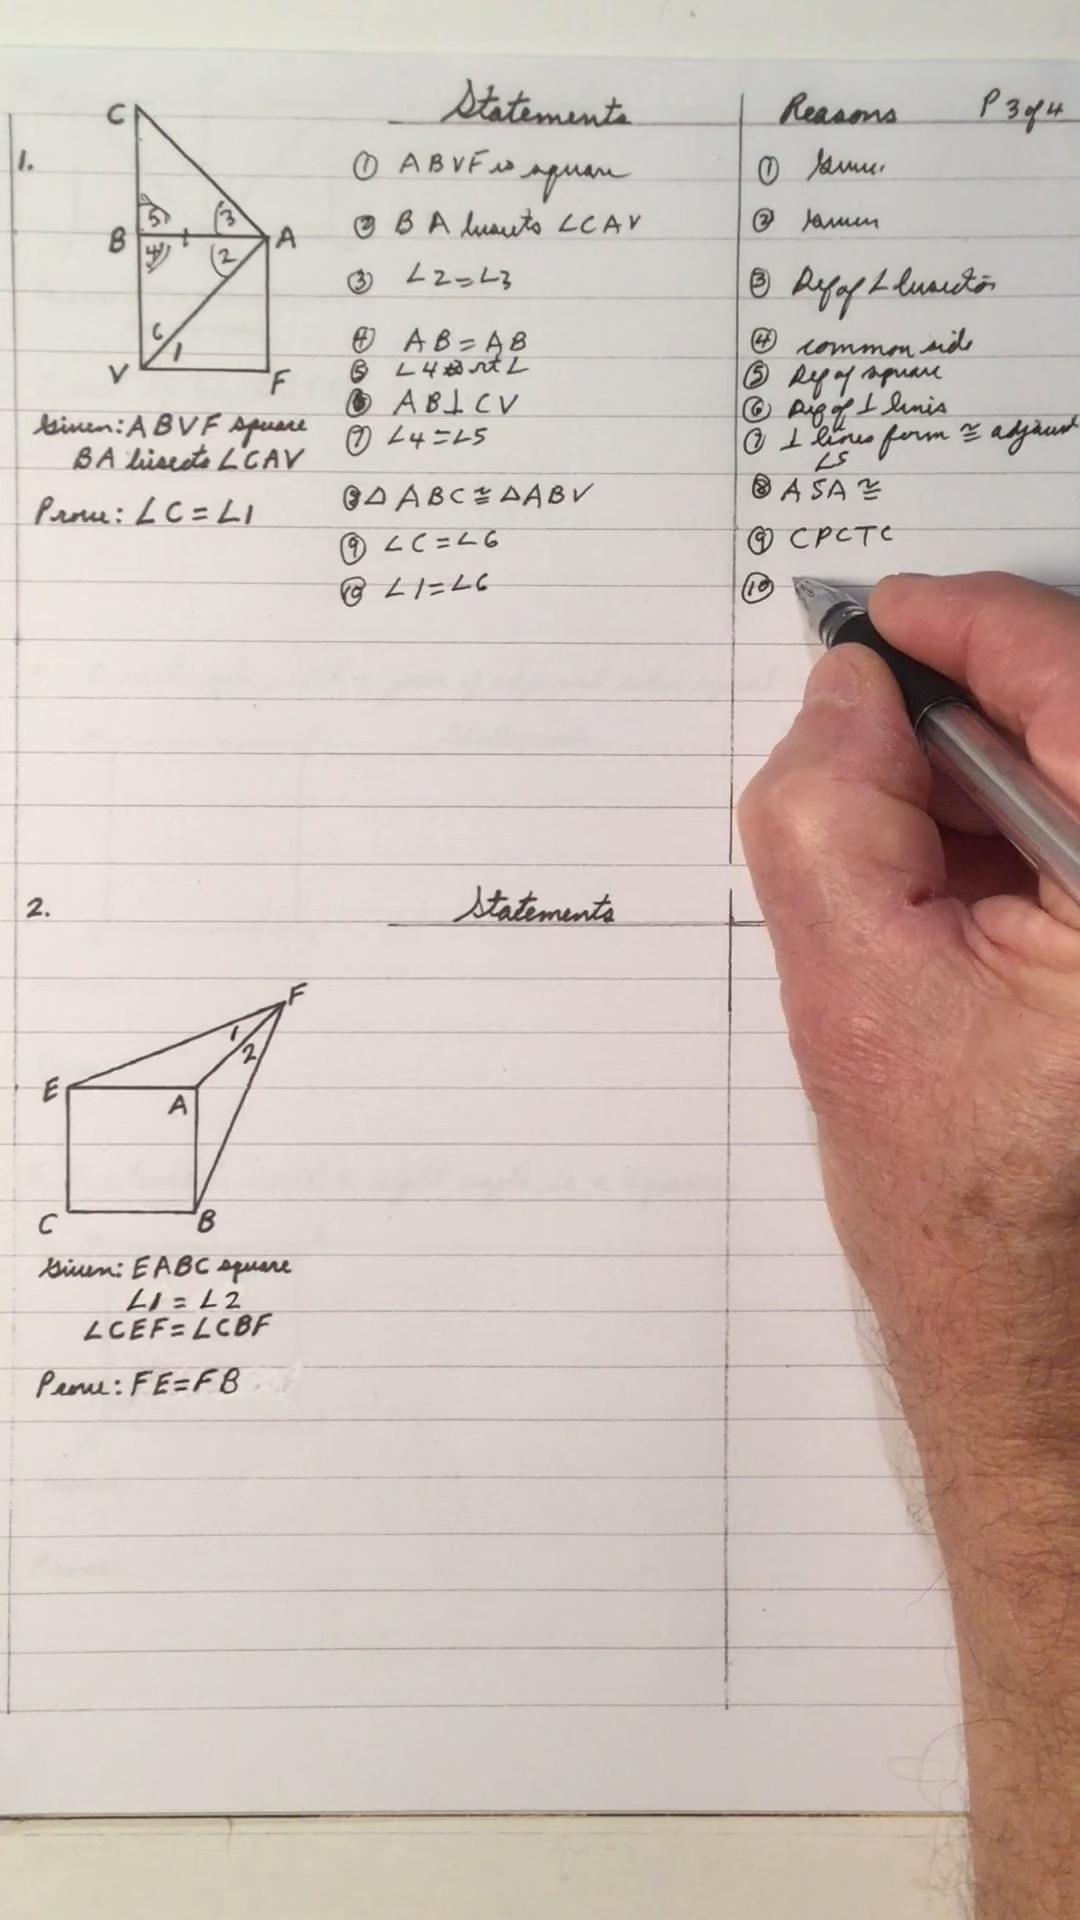 Statements Reasons P 3 of 4
1.
C
B 5 3 A
4 2
6 1
V F
① ABVF is square ① Given
② BA bisects ∠CAV ② Given
③ ∠2=∠3 ③ Def of ∠ bisector
④ AB=AB ④ common side
⑤ ∠4 rt ∠ ⑤ Def of square
⑥ AB⊥CV ⑥ Def of ⊥ lines
⑦ ∠4=∠5 ⑦ ⊥ lines form ≅ adjacent
∠s
⑧ △ABC≅△ABV ⑧ ASA≅
⑨ ∠C=∠6 ⑨ CPCTC
⑩ ∠1=∠6 ⑩
Given: ABVF square
BA bisects ∠CAV
Prove: ∠C=∠1
2. Statements
F
1
2
E A
C B
Given: EABC square
∠1=∠2
∠CEF=∠CBF
Prove: FE=FB